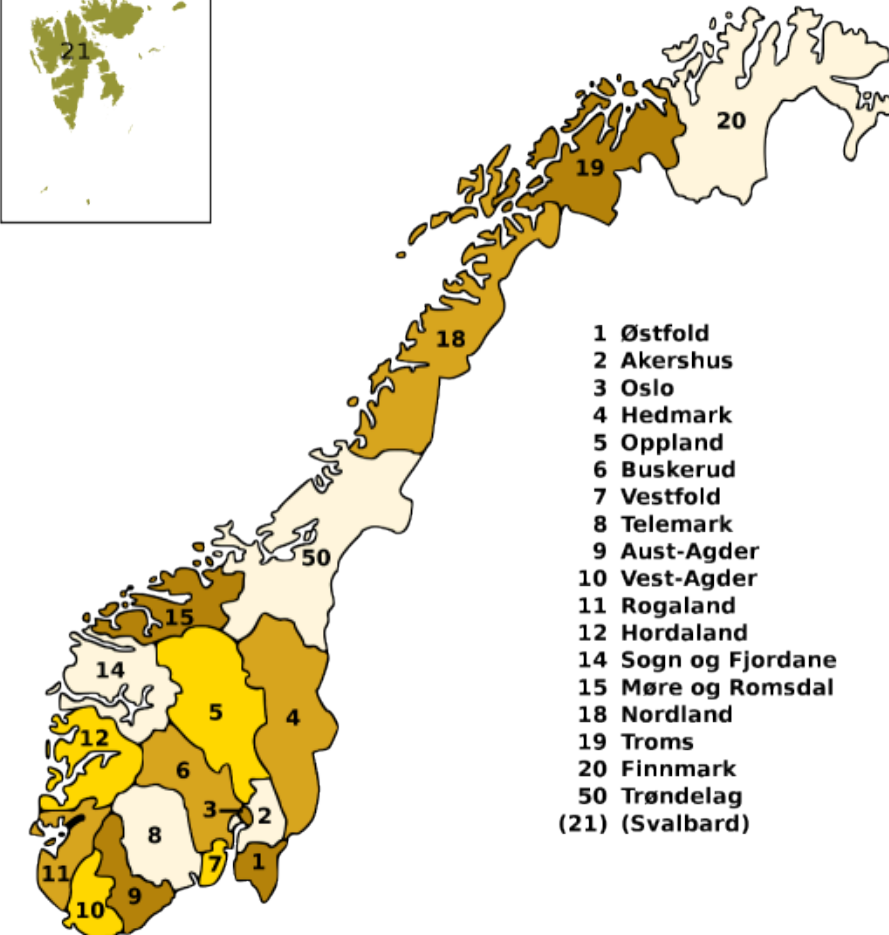 21
20
19
18
50
15
14
5
4
12
6
3
2
8
7
1
11
9
10
1 Østfold
2 Akershus
3 Oslo
4 Hedmark
5 Oppland
6 Buskerud
7 Vestfold
8 Telemark
9 Aust-Agder
10 Vest-Agder
11 Rogaland
12 Hordaland
14 Sogn og Fjordane
15 Møre og Romsdal
18 Nordland
19 Troms
20 Finnmark
50 Trøndelag
(21) (Svalbard)